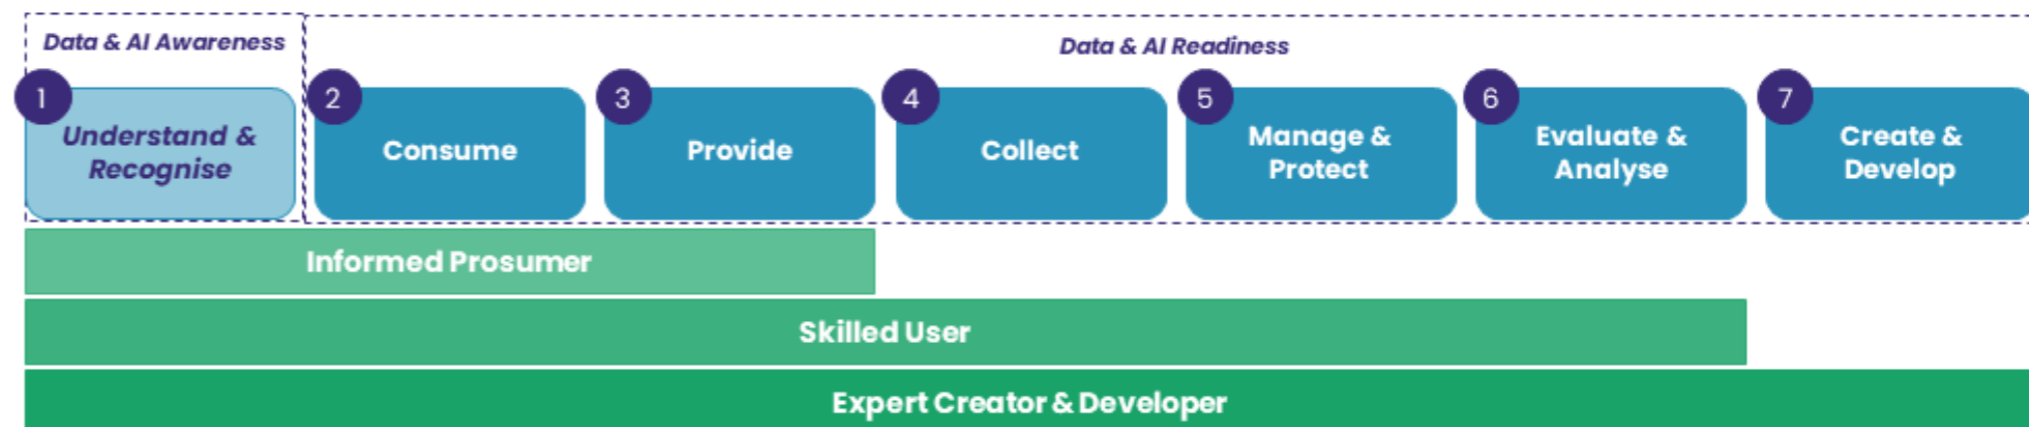 Data & AI Awareness
Data & AI Readiness
1
Understand &
Recognise
2
Consume
3
Provide
4
Collect
5
Manage &
Protect
6
Evaluate &
Analyse
7
Create &
Develop
Informed Prosumer
Skilled User
Expert Creator & Developer